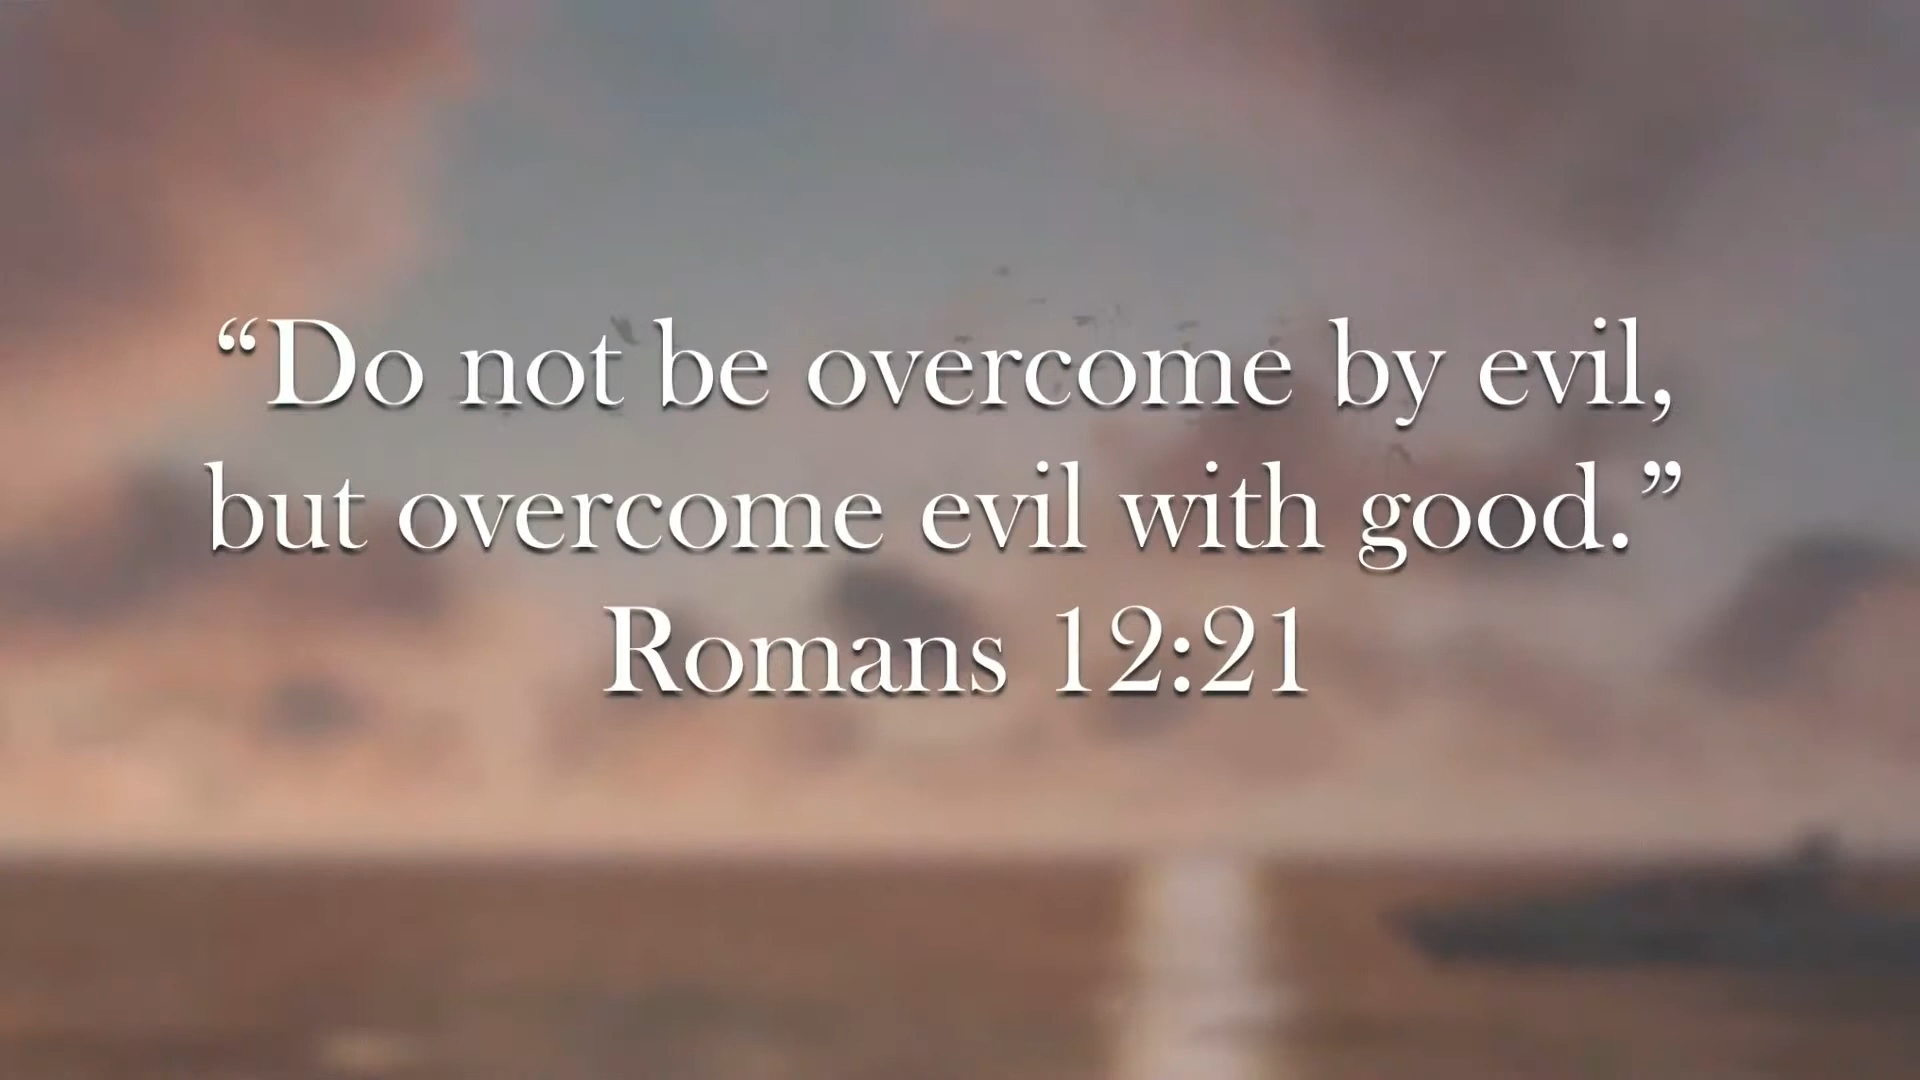 “Do not be overcome by evil,
but overcome evil with good.”
Romans 12:21